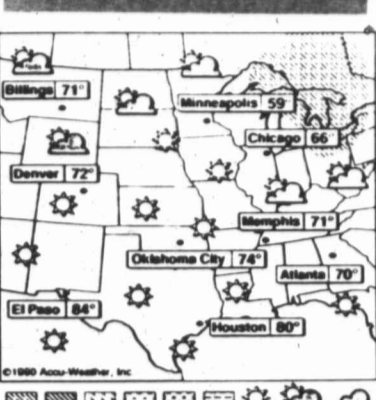 Billings 71°
Minneapolis 59°
Chicago 66°
Denver 72°
Memphis 71°
Oklahoma City 74°
Atlanta 70°
El Paso 84°
Houston 80°
©1990 Accu-Weather, Inc